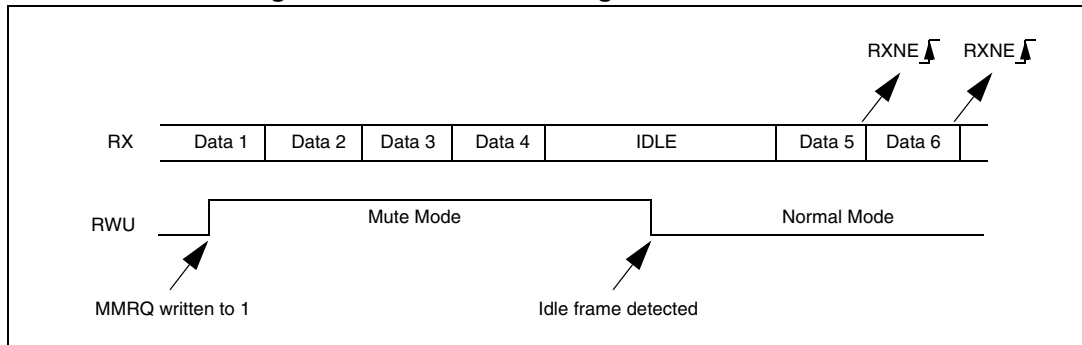 RXNE RXNE
RX Data 1 Data 2 Data 3 Data 4 IDLE Data 5 Data 6
RWU Mute Mode Normal Mode
MMRQ written to 1 Idle frame detected